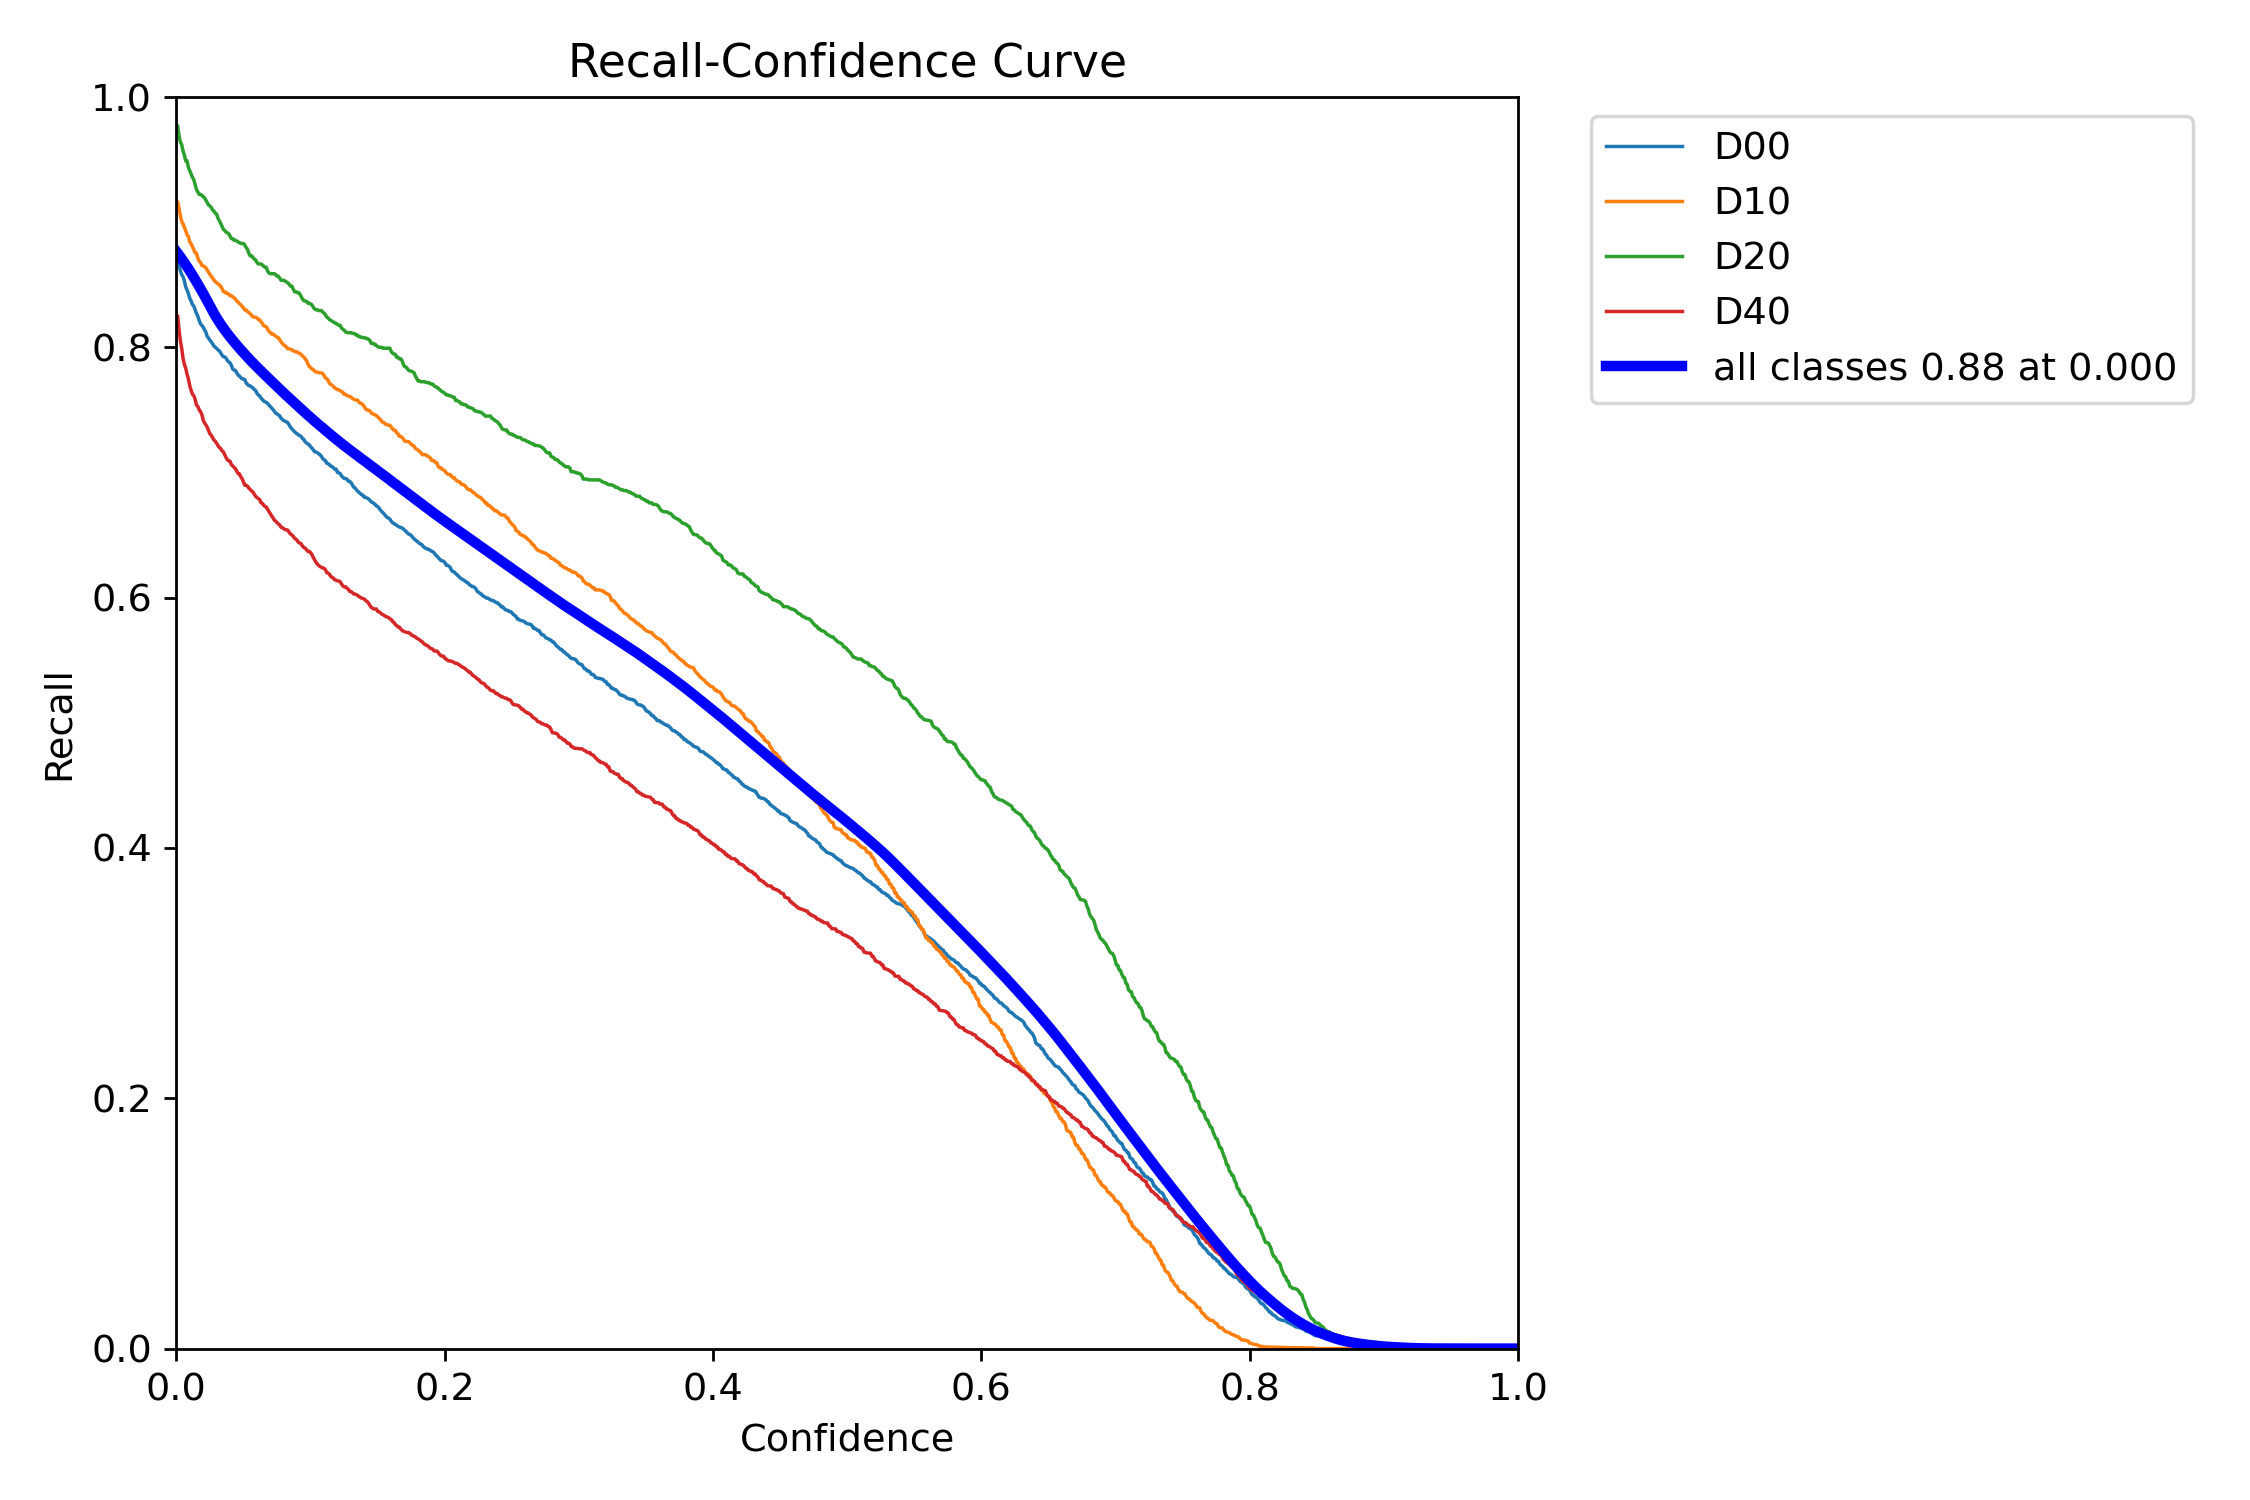 Recall-Confidence Curve
1.0
0.8
0.6
0.4
0.2
0.0
Recall
0.0 0.2 0.4 0.6 0.8 1.0
Confidence
D00
D10
D20
D40
all classes 0.88 at 0.000